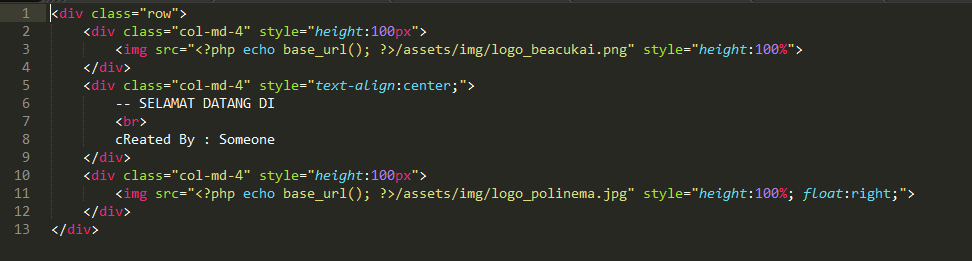 1 <div class="row">
2     <div class="col-md-4" style="height:100px">
3         <img src="<?php echo base_url(); ?>/assets/img/logo_beacukai.png" style="height:100%">
4     </div>
5     <div class="col-md-4" style="text-align:center;">
6         -- SELAMAT DATANG DI
7         <br>
8         cReated By : Someone
9     </div>
10     <div class="col-md-4" style="height:100px">
11         <img src="<?php echo base_url(); ?>/assets/img/logo_polinema.jpg" style="height:100%; float:right;">
12     </div>
13 </div>